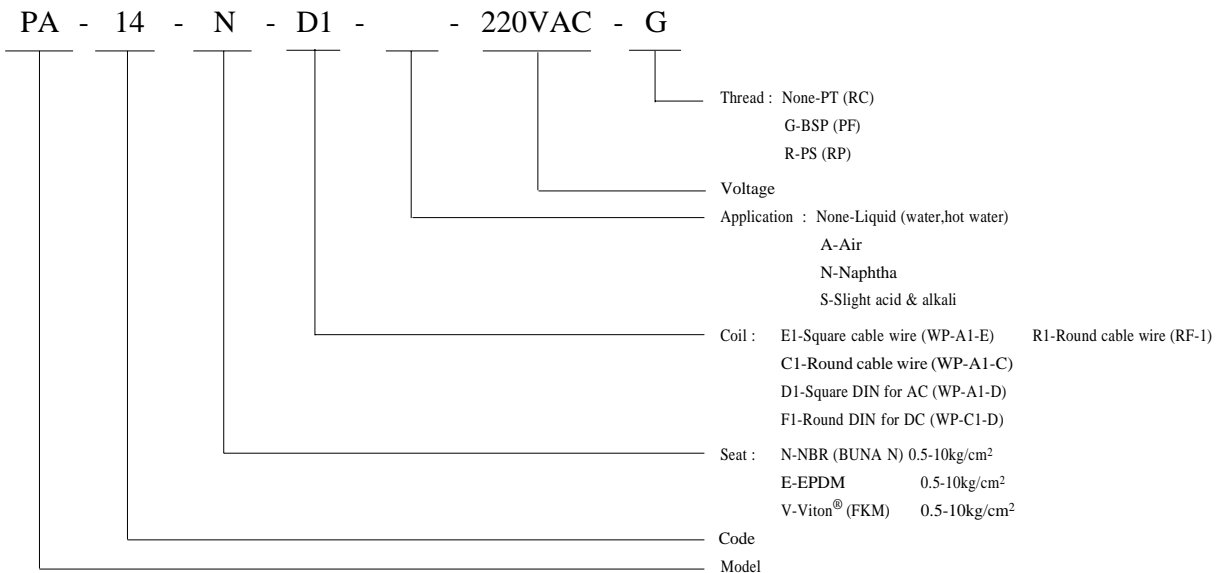 PA - 14 - N - D1 - - 220VAC - G
Thread : None-PT (RC)
G-BSP (PF)
R-PS (RP)
Voltage
Application : None-Liquid (water,hot water)
A-Air
N-Naphtha
S-Slight acid & alkali
Coil : E1-Square cable wire (WP-A1-E) R1-Round cable wire (RF-1)
C1-Round cable wire (WP-A1-C)
D1-Square DIN for AC (WP-A1-D)
F1-Round DIN for DC (WP-C1-D)
Seat : N-NBR (BUNA N) 0.5-10kg/cm²
E-EPDM 0.5-10kg/cm²
V-Viton® (FKM) 0.5-10kg/cm²
Code
Model